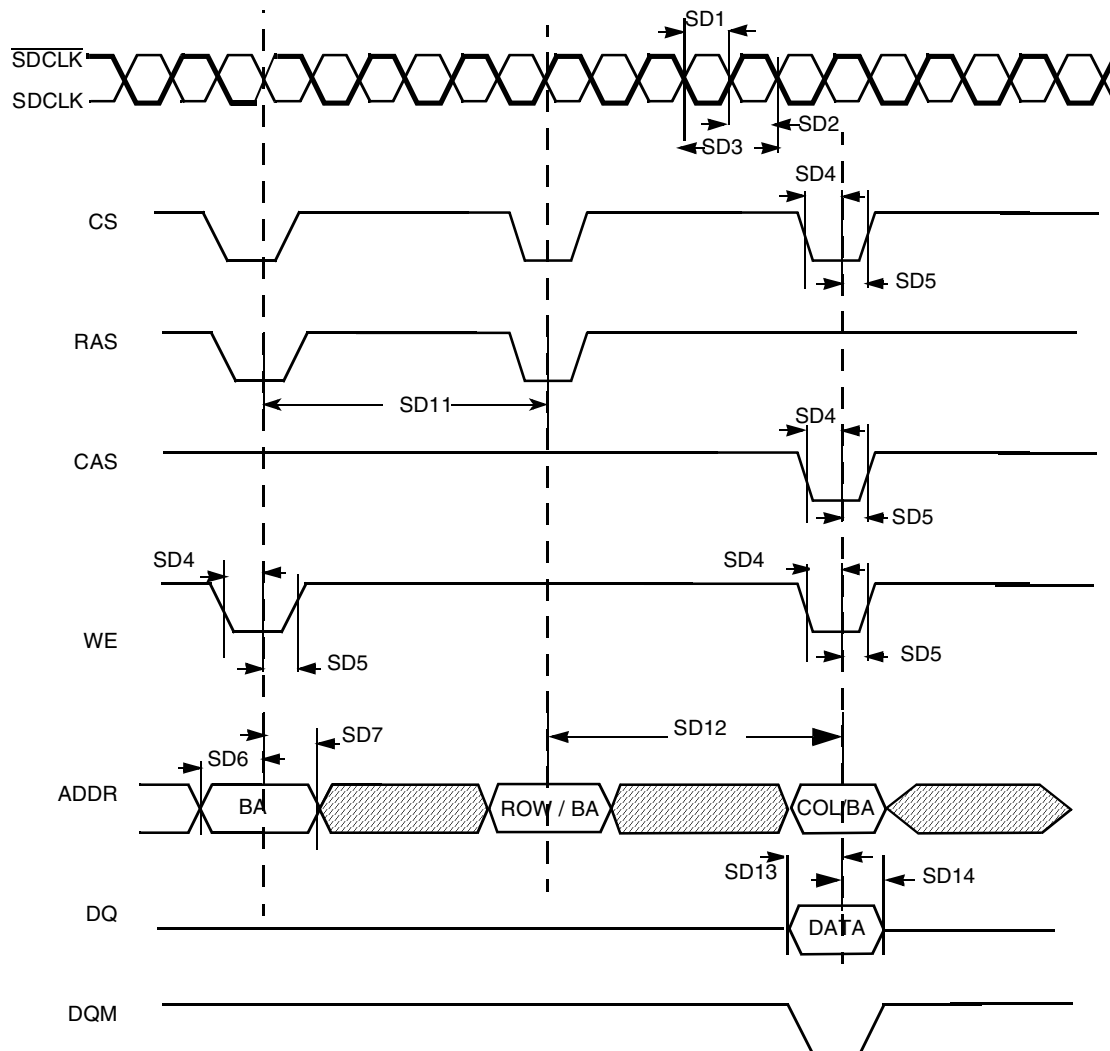 SD1
SDCLK
SDCLK
SD2
SD3
SD4
CS
SD5
RAS
SD11
SD4
CAS
SD5
SD4
SD4
WE
SD5
SD5
SD12
SD7
SD6
ADDR
BA
ROW / BA
COL/BA
SD13
SD14
DQ
DATA
DQM